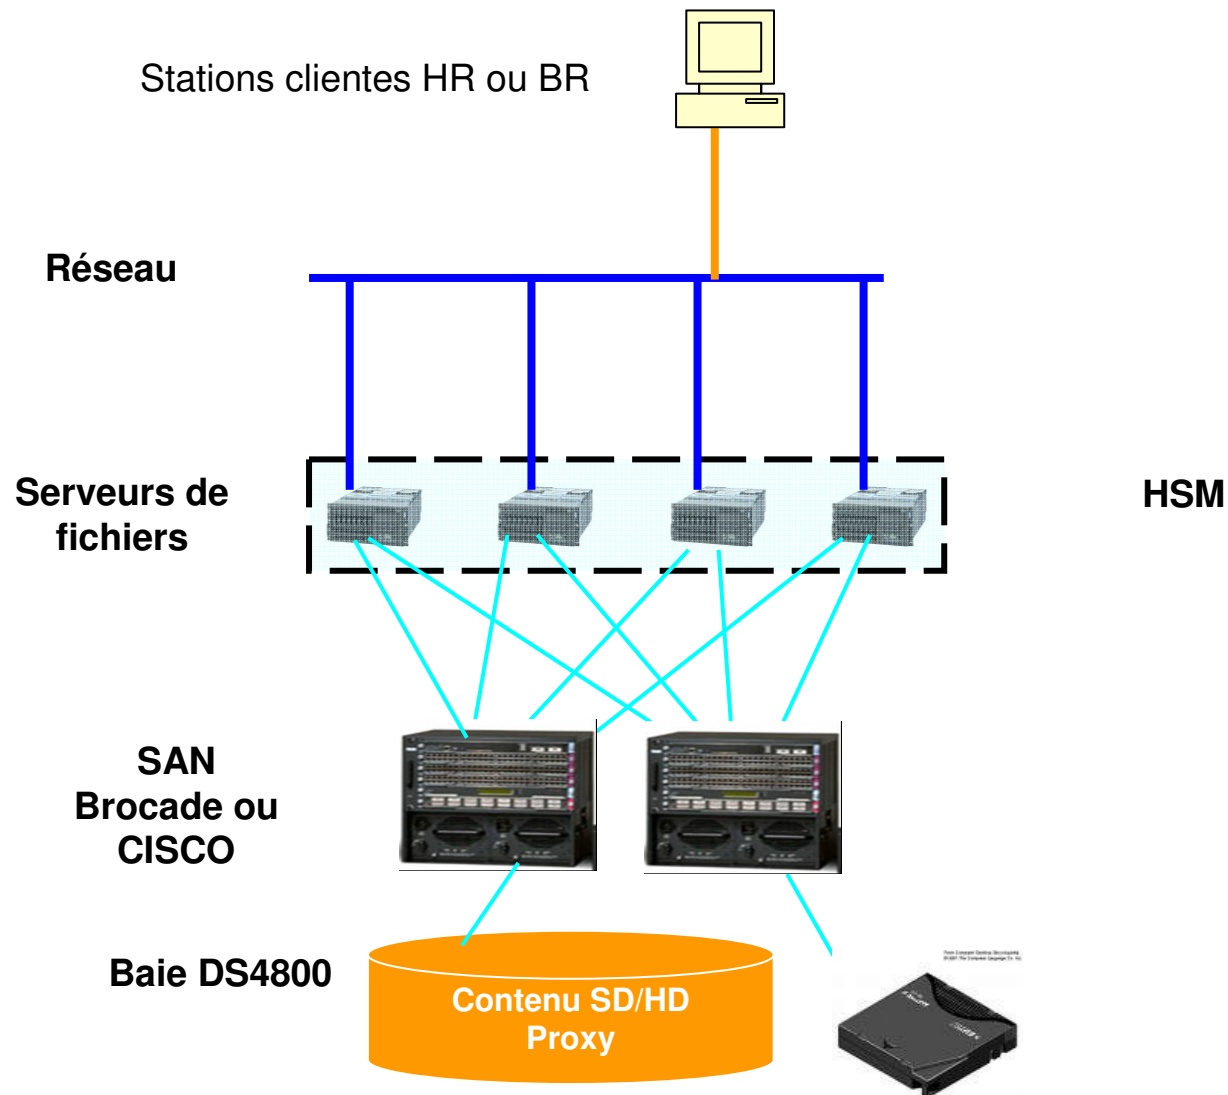 Stations clientes HR ou BR
Réseau
Serveurs de
fichiers
HSM
SAN
Brocade ou
CISCO
Baie DS4800
Contenu SD/HD
Proxy